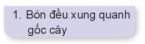 1. Bón đều xung quanh
gốc cây